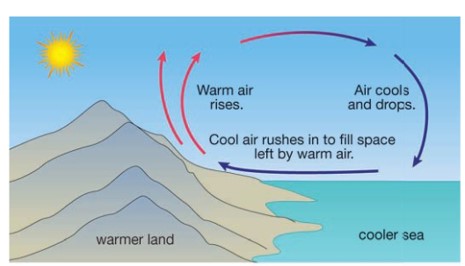 Warm air
rises.
Air cools
and drops.
Cool air rushes in to fill space
left by warm air.
warmer land
cooler sea